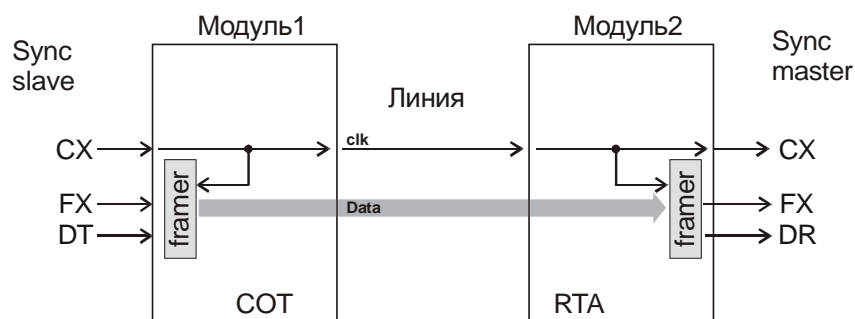 Модуль1
Модуль2
Sync
slave
Sync
master
Линия
CX
clk
CX
framer
framer
FX
Data
FX
DT
DR
COT
RTA